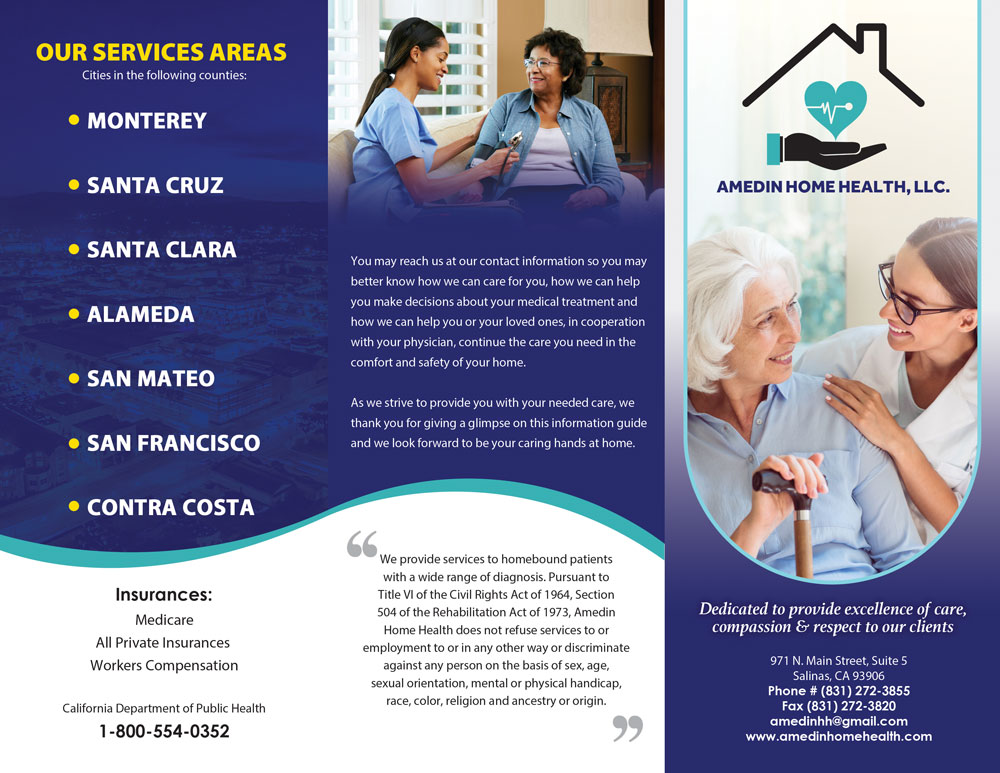 OUR SERVICES AREAS
Cities in the following counties:
• MONTEREY
• SANTA CRUZ
• SANTA CLARA
• ALAMEDA
• SAN MATEO
• SAN FRANCISCO
• CONTRA COSTA
Insurances:
Medicare
All Private Insurances
Workers Compensation
California Department of Public Health
1-800-554-0352
You may reach us at our contact information so you may
better know how we can care for you, how we can help
you make decisions about your medical treatment and
how we can help you or your loved ones, in cooperation
with your physician, continue the care you need in the
comfort and safety of your home.
As we strive to provide you with your needed care, we
thank you for giving a glimpse on this information guide
and we look forward to be your caring hands at home.
“We provide services to homebound patients
with a wide range of diagnosis. Pursuant to
Title VI of the Civil Rights Act of 1964, Section
504 of the Rehabilitation Act of 1973, Amedin
Home Health does not refuse services to or
employment to or in any other way or discriminate
against any person on the basis of sex, age,
sexual orientation, mental or physical handicap,
race, color, religion and ancestry or origin.”
AMEDIN HOME HEALTH, LLC.
Dedicated to provide excellence of care,
compassion & respect to our clients
971 N. Main Street, Suite 5
Salinas, CA 93906
Phone # (831) 272-3855
Fax (831) 272-3820
amedinhh@gmail.com
www.amedinhomehealth.com